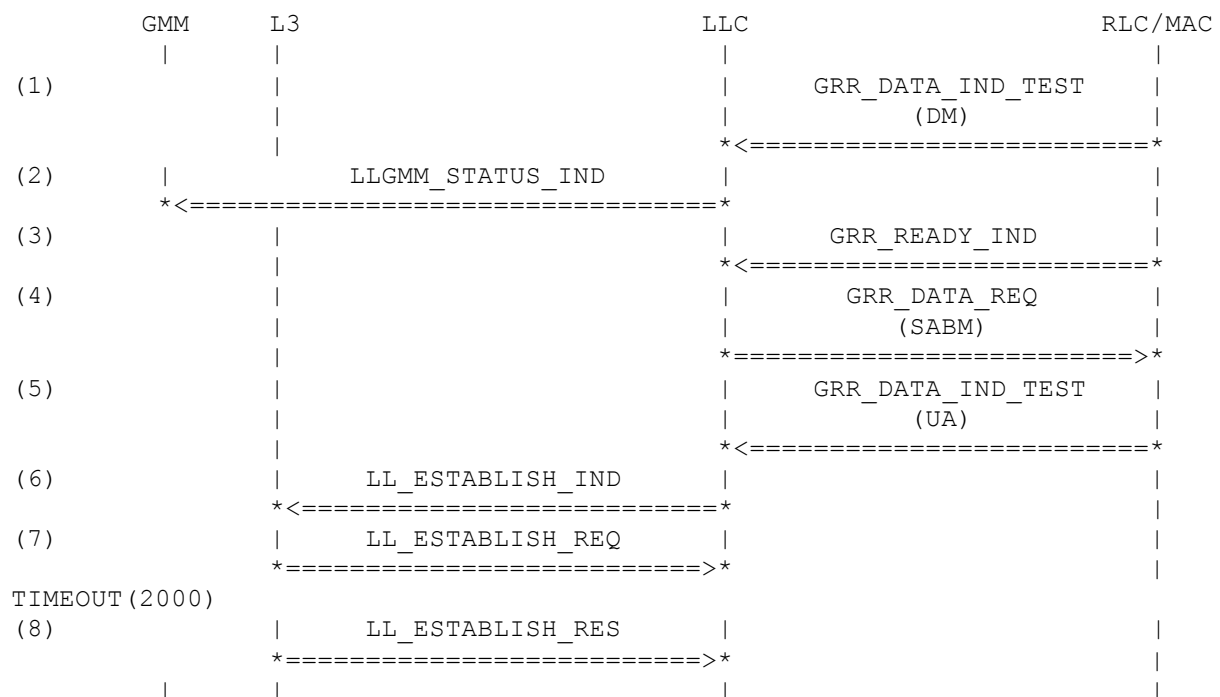 GMM L3 LLC RLC/MAC
| | | |
(1) | | GRR_DATA_IND_TEST |
| | (DM) |
| *<==========================*
(2) | LLGMM_STATUS_IND | |
*<=================================* |
(3) | | GRR_READY_IND |
| *<==========================*
(4) | | GRR_DATA_REQ |
| | (SABM) |
| *=========================>*
(5) | | GRR_DATA_IND_TEST |
| | (UA) |
| *<==========================*
(6) | LL_ESTABLISH_IND | |
*<==========================* |
(7) | LL_ESTABLISH_REQ | |
*==========================>* |
TIMEOUT(2000)
(8) | LL_ESTABLISH_RES | |
*==========================>* |
| | | |